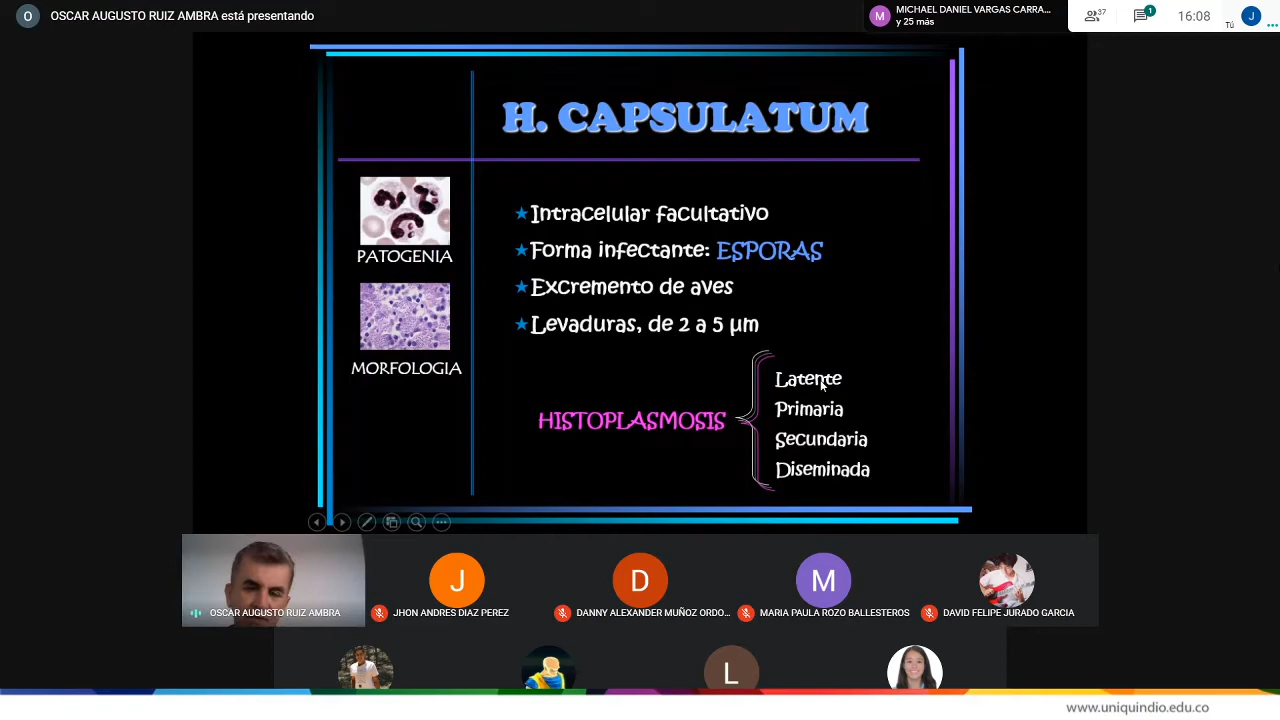 O OSCAR AUGUSTO RUIZ AMBRA está presentando
M MICHAEL DANIEL VARGAS CARRA...
y 25 más
37
1
16:08
Tú
J
H. CAPSULATUM
PATOGENIA
MORFOLOGIA
Intracelular facultativo
Forma infectante: ESPORAS
Excremento de aves
Levaduras, de 2 a 5 µm
HISTOPLASMOSIS
Latente
Primaria
Secundaria
Diseminada
OSCAR AUGUSTO RUIZ AMBRA
J
JHON ANDRES DIAZ PEREZ
D
DANNY ALEXANDER MUÑOZ ORDO...
M
MARIA PAULA ROZO BALLESTEROS
DAVID FELIPE JURADO GARCIA
L
www.uniquindio.edu.co